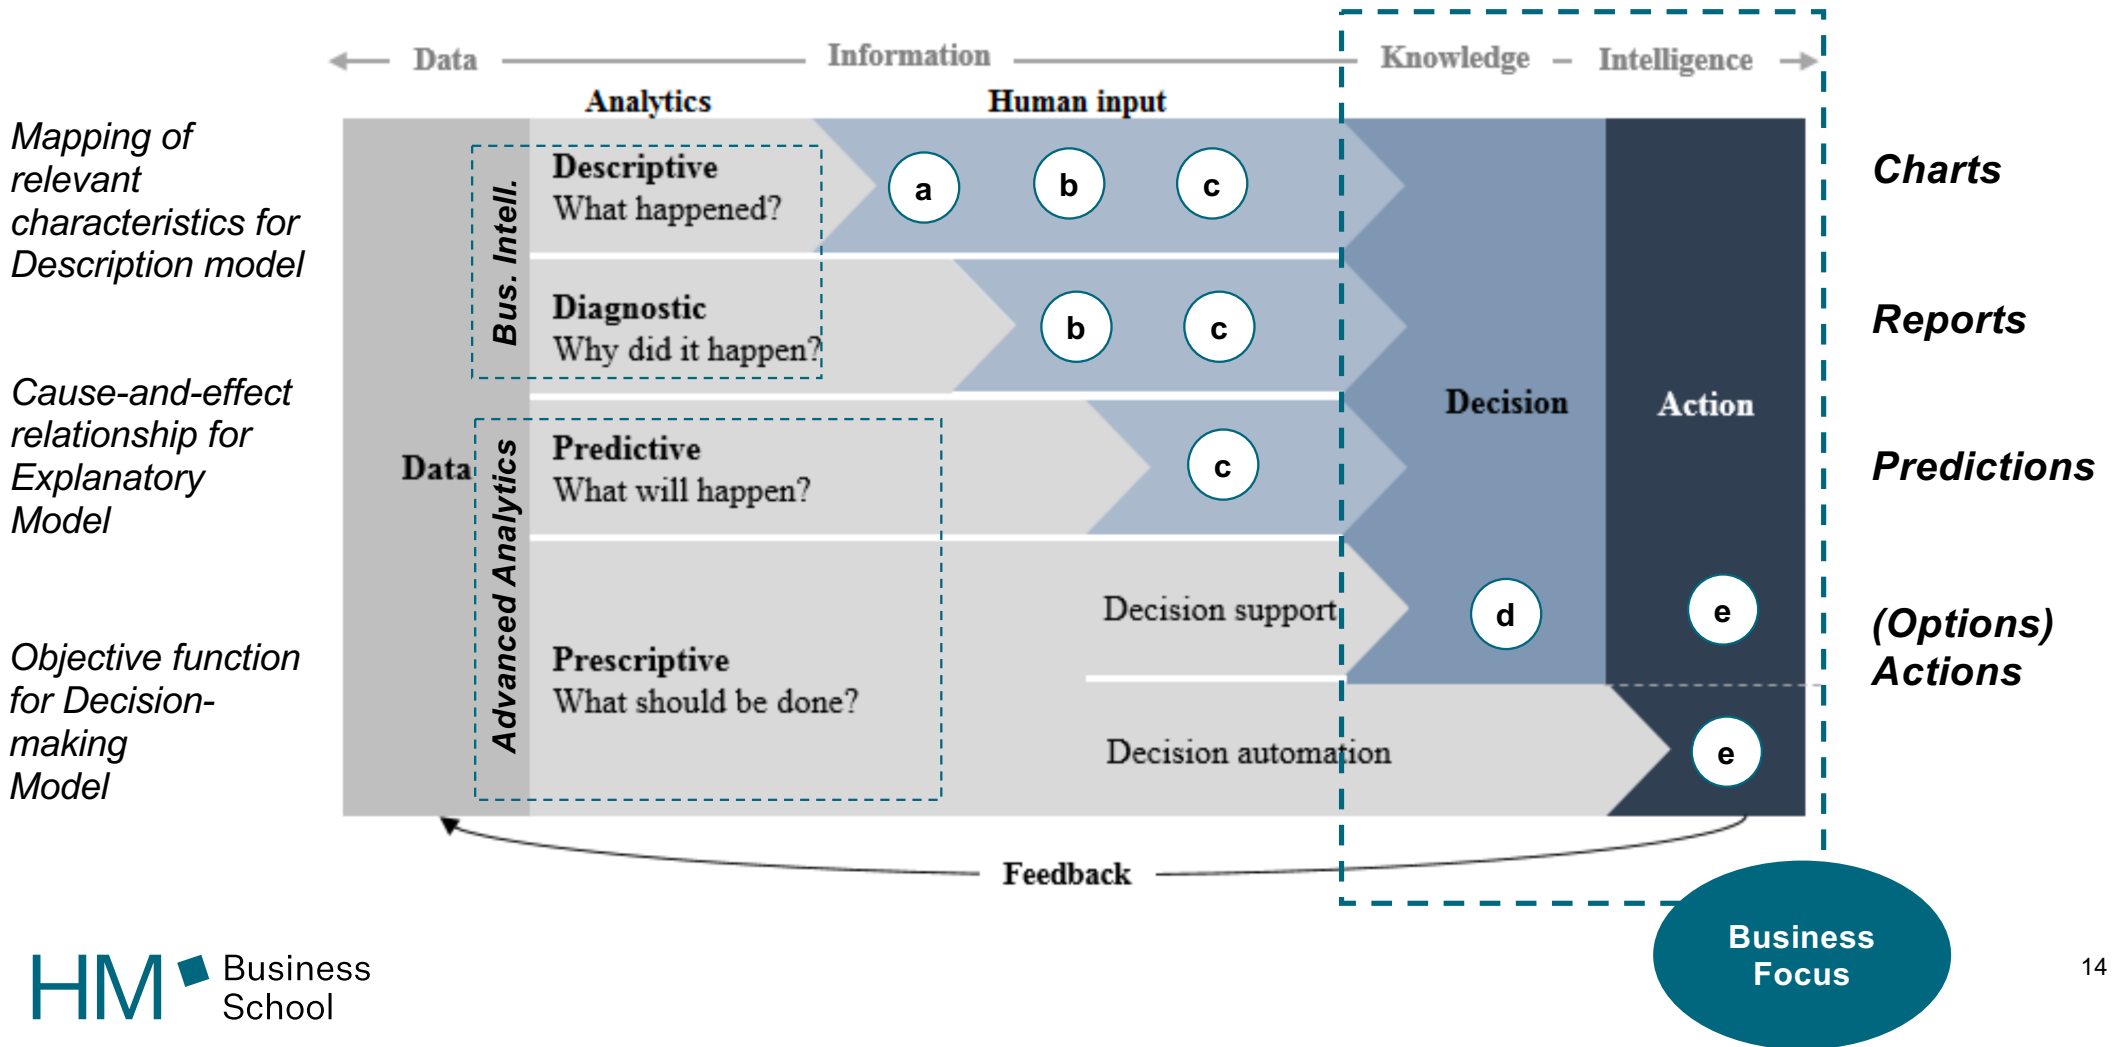 Data
Information
Knowledge
Intelligence
Analytics
Human input
Mapping of
relevant
characteristics for
Description model
Cause-and-effect
relationship for
Explanatory
Model
Objective function
for Decision-
making
Model
Data
Bus. Intell.
Advanced Analytics
Descriptive
What happened?
a
b
c
Diagnostic
Why did it happen?
b
c
Predictive
What will happen?
c
Prescriptive
What should be done?
Decision support
Decision automation
Decision
Action
d
e
e
Charts
Reports
Predictions
(Options)
Actions
Feedback
Business
Focus
HM Business
School
14